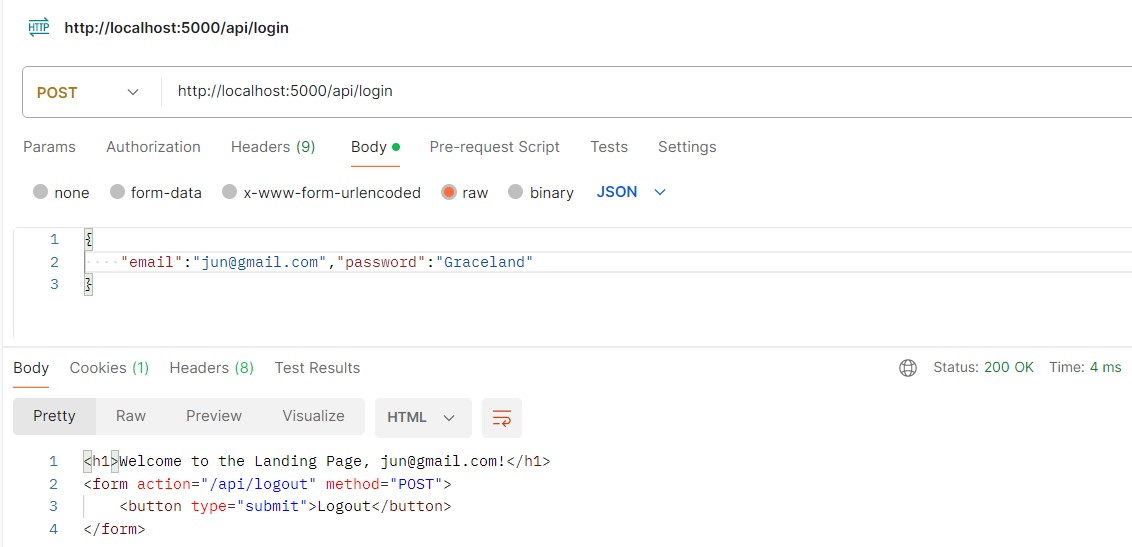 HTTP http://localhost:5000/api/login
POST http://localhost:5000/api/login
Params Authorization Headers (9) Body Pre-request Script Tests Settings
none form-data x-www-form-urlencoded raw binary JSON
1 {
2 "email":"jun@gmail.com","password":"Graceland"
3 }
Body Cookies (1) Headers (8) Test Results Status: 200 OK Time: 4 ms
Pretty Raw Preview Visualize HTML
1 <h1>Welcome to the Landing Page, jun@gmail.com!</h1>
2 <form action="/api/logout" method="POST">
3 <button type="submit">Logout</button>
4 </form>